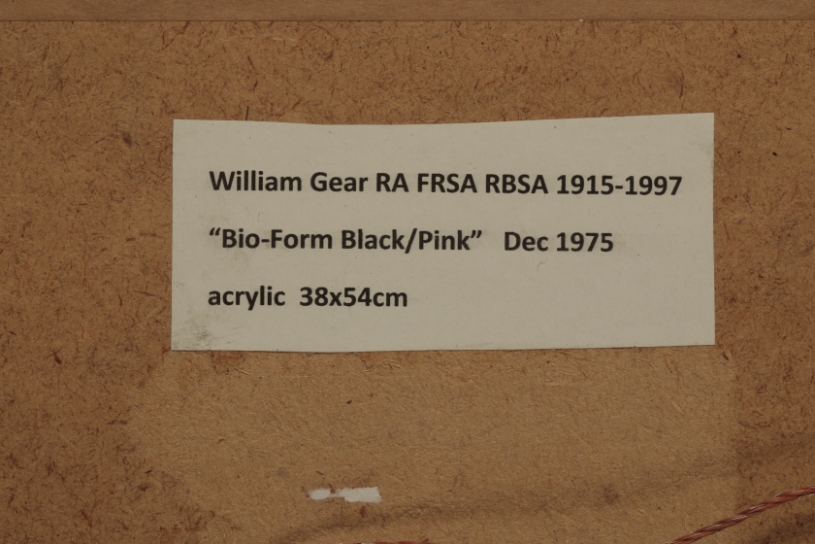 William Gear RA FRSA RBSA 1915-1997
“Bio-Form Black/Pink” Dec 1975
acrylic 38x54cm